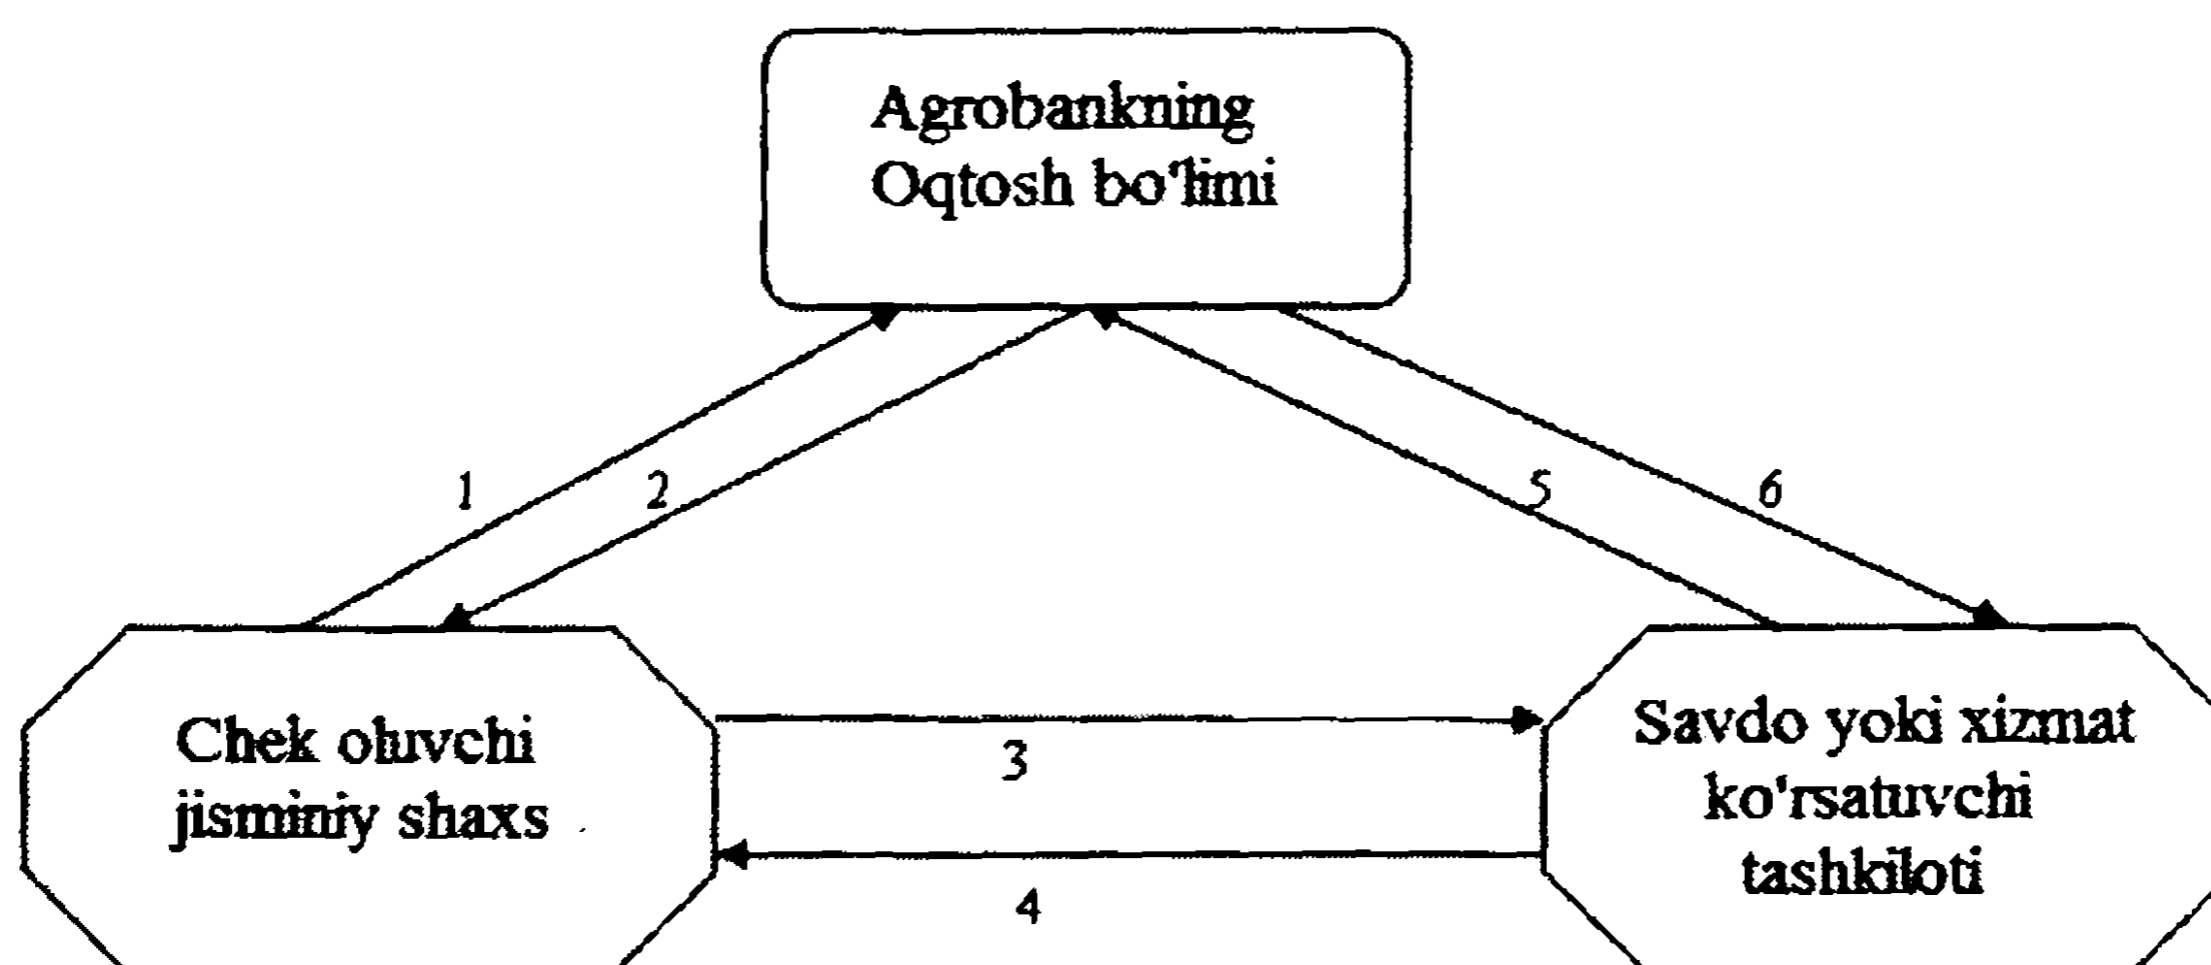 Agrobankning
Oqtosh bo'limi
1
2
5
6
Chek oluvchi
jisminiy shaxs
3
4
Savdo yoki xizmat
ko'rsatuvchi
tashkiloti